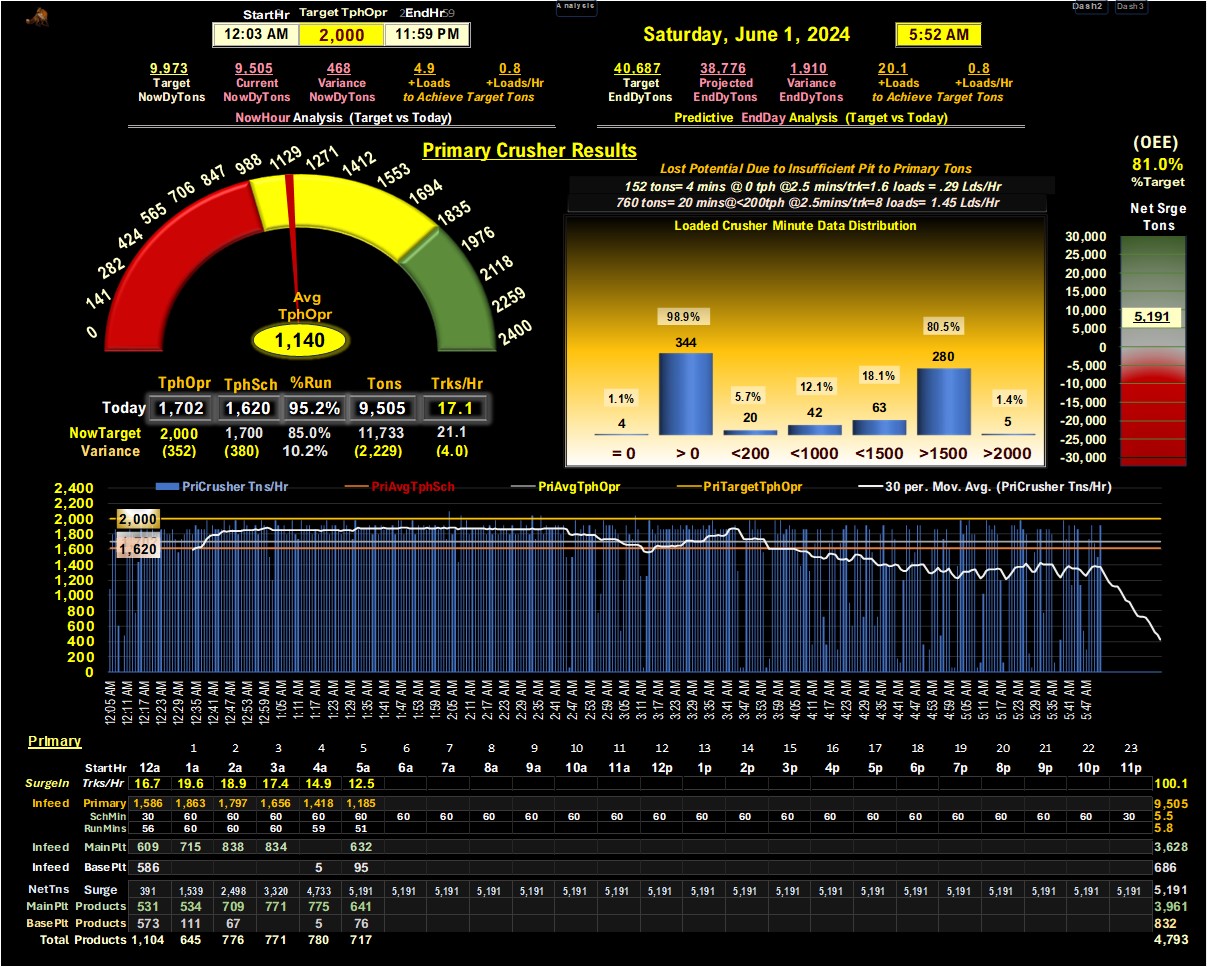 StartHr Target TphOpr EndHr
12:03 AM 2,000 11:59 PM
Analysis
Saturday, June 1, 2024 5:52 AM
Dash2 Dash3
9,973 9,505 468 4.9 0.8
Target Current Variance +Loads +Loads/Hr
NowDyTons NowDyTons NowDyTons to Achieve Target Tons
NowHour Analysis (Target vs Today)
40,687 38,776 1,910 20.1 0.8
Target Projected Variance +Loads +Loads/Hr
EndDyTons EndDyTons EndDyTons to Achieve Target Tons
Predictive EndDay Analysis (Target vs Today)
Primary Crusher Results
0
141
282
424
565
706
847
988
1129
1271
1412
1553
1694
1835
1976
2118
2259
2400
Avg
TphOpr
1,140
TphOpr TphSch %Run Tons Trks/Hr
Today 1,702 1,620 95.2% 9,505 17.1
NowTarget 2,000 1,700 85.0% 11,733 21.1
Variance (352) (380) 10.2% (2,229) (4.0)
Lost Potential Due to Insufficient Pit to Primary Tons
152 tons= 4 mins @ 0 tph @2.5 mins/trk=1.6 loads = .29 Lds/Hr
760 tons= 20 mins@<200tph @2.5mins/trk=8 loads= 1.45 Lds/Hr
Loaded Crusher Minute Data Distribution
1.1% 98.9% 5.7% 12.1% 18.1% 80.5% 1.4%
4 344 20 42 63 280 5
= 0 > 0 <200 <1000 <1500 >1500 >2000
(OEE)
81.0%
%Target
Net Srge
Tons
30,000
25,000
20,000
15,000
10,000
5,000
0
-5,000
-10,000
-15,000
-20,000
-25,000
-30,000
5,191
PriCrusher Tns/Hr PriAvgTphSch PriAvgTphOpr PriTargetTphOpr 30 per. Mov. Avg. (PriCrusher Tns/Hr)
2,400
2,200
2,000
1,800
1,600
1,400
1,200
1,000
800
600
400
200
0
2,000
1,620
12:05 AM 12:11 AM 12:17 AM 12:23 AM 12:29 AM 12:35 AM 12:41 AM 12:47 AM 12:53 AM 12:59 AM 1:05 AM 1:11 AM 1:17 AM 1:23 AM 1:29 AM 1:35 AM 1:41 AM 1:47 AM 1:53 AM 1:59 AM 2:05 AM 2:11 AM 2:17 AM 2:23 AM 2:29 AM 2:35 AM 2:41 AM 2:47 AM 2:53 AM 2:59 AM 3:05 AM 3:11 AM 3:17 AM 3:23 AM 3:29 AM 3:35 AM 3:41 AM 3:47 AM 3:53 AM 3:59 AM 4:05 AM 4:11 AM 4:17 AM 4:23 AM 4:29 AM 4:35 AM 4:41 AM 4:47 AM 4:53 AM 4:59 AM 5:05 AM 5:11 AM 5:17 AM 5:23 AM 5:29 AM 5:35 AM 5:41 AM 5:47 AM
Primary
1 2 3 4 5 6 7 8 9 10 11 12 13 14 15 16 17 18 19 20 21 22 23
StartHr 12a 1a 2a 3a 4a 5a 6a 7a 8a 9a 10a 11a 12p 1p 2p 3p 4p 5p 6p 7p 8p 9p 10p 11p
SurgeIn Trks/Hr 16.7 19.6 18.9 17.4 14.9 12.5 100.1
Infeed Primary 1,586 1,863 1,797 1,656 1,418 1,185 9,505
SchMin 30 60 60 60 60 60 60 60 60 60 60 60 60 60 60 60 60 60 60 60 60 60 60 30 5.5
RunMins 56 60 60 60 59 51 5.8
Infeed MainPlt 609 715 838 834 632 3,628
Infeed BasePlt 586 5 95 686
NetTns Surge 391 1,539 2,498 3,320 4,733 5,191 5,191 5,191 5,191 5,191 5,191 5,191 5,191 5,191 5,191 5,191 5,191 5,191 5,191 5,191 5,191 5,191 5,191 5,191 5,191
MainPlt Products 531 534 709 771 775 641 3,961
BasePlt Products 573 111 67 5 76 832
Total Products 1,104 645 776 771 780 717 4,793